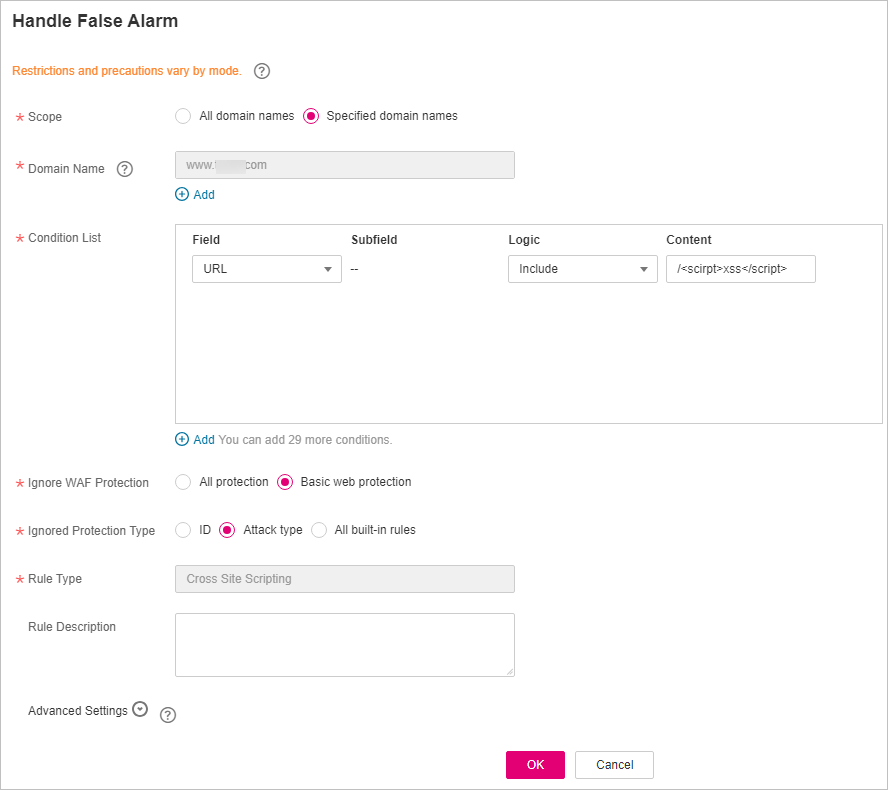 Handle False Alarm
Restrictions and precautions vary by mode. ?
* Scope All domain names Specified domain names
* Domain Name ? www. com
Add
* Condition List
Field Subfield Logic Content
URL -- Include /<scirpt>xss</script>
Add You can add 29 more conditions.
* Ignore WAF Protection All protection Basic web protection
* Ignored Protection Type ID Attack type All built-in rules
* Rule Type Cross Site Scripting
Rule Description
Advanced Settings ?
OK Cancel